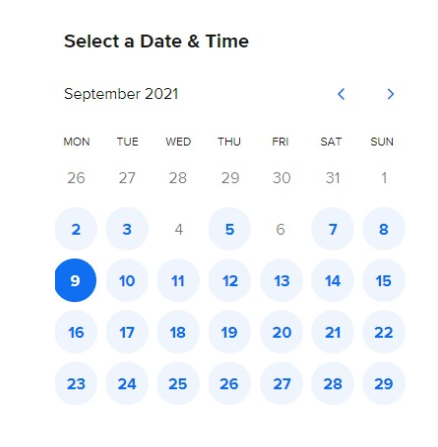 Select a Date & Time
September 2021
MON TUE WED THU FRI SAT SUN
26 27 28 29 30 31 1
2 3 4 5 6 7 8
9 10 11 12 13 14 15
16 17 18 19 20 21 22
23 24 25 26 27 28 29